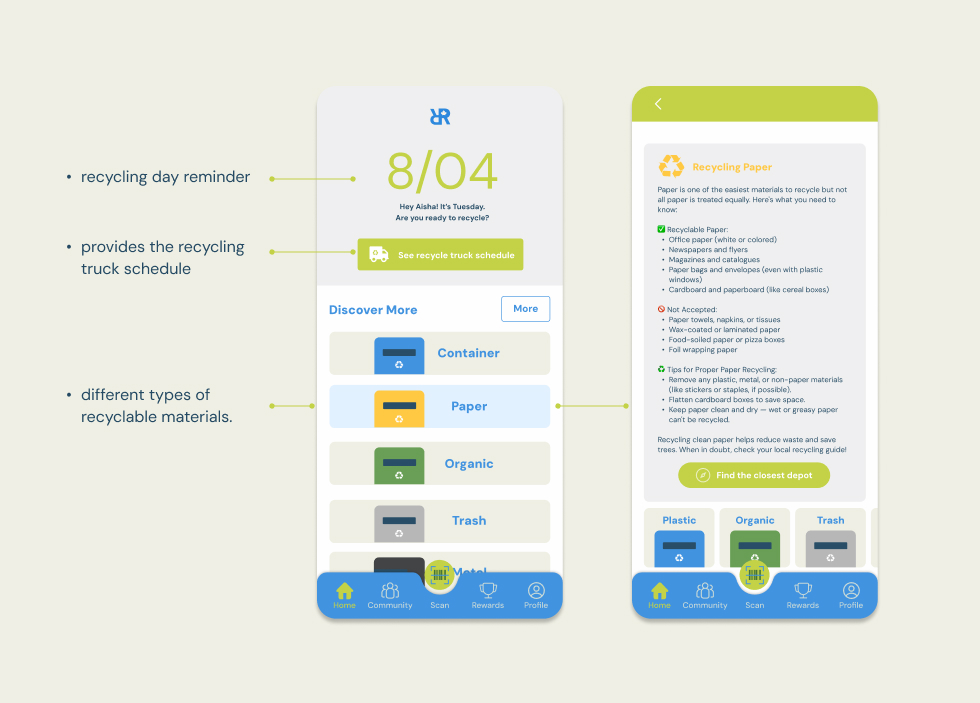 • recycling day reminder
• provides the recycling
truck schedule
• different types of
recyclable materials.
RR
8/04
Hey Aisha! It's Tuesday.
Are you ready to recycle?
See recycle truck schedule
Discover More
More
Container
Paper
Organic
Trash
Metal
Home
Community
Scan
Rewards
Profile
Recycling Paper
Paper is one of the easiest materials to recycle but not
all paper is treated equally. Here's what you need to
know:
✅ Recyclable Paper:
• Office paper (white or colored)
• Newspapers and flyers
• Magazines and catalogues
• Paper bags and envelopes (even with plastic
windows)
• Cardboard and paperboard (like cereal boxes)
🚫 Not Accepted:
• Paper towels, napkins, or tissues
• Wax-coated or laminated paper
• Food-soiled paper or pizza boxes
• Foil wrapping paper
♻ Tips for Proper Paper Recycling:
• Remove any plastic, metal, or non-paper materials
(like stickers or staples, if possible).
• Flatten cardboard boxes to save space.
• Keep paper clean and dry — wet or greasy paper
can't be recycled.
Recycling clean paper helps reduce waste and save
trees. When in doubt, check your local recycling guide!
Find the closest depot
Plastic
Organic
Trash
Home
Community
Scan
Rewards
Profile